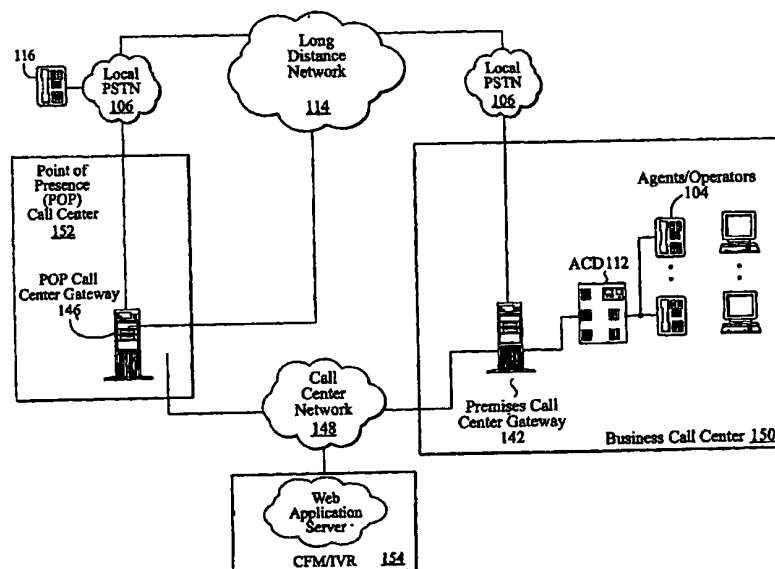 116
Local
PSTN
106
Long
Distance
Network
114
Local
PSTN
106
Point of
Presence
(POP)
Call Center
152
POP Call
Center Gateway
146
Agents/Operators
104
ACD 112
Call
Center
Network
148
Premises Call
Center Gateway
142
Business Call Center 150
Web
Application
Server
CFM/IVR 154